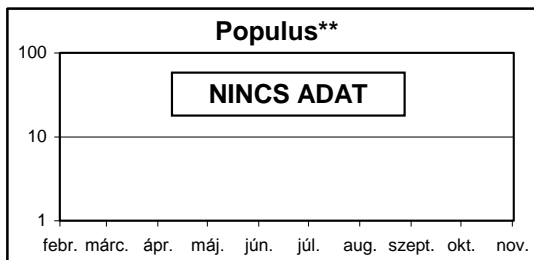 Populus**
100
NINCS ADAT
10
1
febr. márc. ápr. máj. jún. júl. aug. szept. okt. nov.